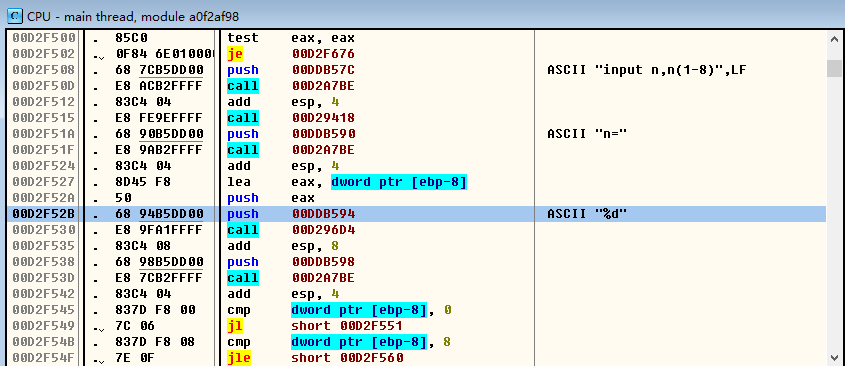 CPU - main thread, module a0f2af98
00D2F500 . 85C0 test eax, eax
00D2F502 .ˬ 0F84 6E010000 je 00D2F676
00D2F508 . 68 7CB5DD00 push 00DDB57C ASCII "input n,n(1-8)",LF
00D2F50D . E8 ACB2FFFF call 00D2A7BE
00D2F512 . 83C4 04 add esp, 4
00D2F515 . E8 FE9EFFFF call 00D29418
00D2F51A . 68 90B5DD00 push 00DDB590 ASCII "n="
00D2F51F . E8 9AB2FFFF call 00D2A7BE
00D2F524 . 83C4 04 add esp, 4
00D2F527 . 8D45 F8 lea eax, dword ptr [ebp-8]
00D2F52A . 50 push eax
00D2F52B . 68 94B5DD00 push 00DDB594 ASCII "%d"
00D2F530 . E8 9FA1FFFF call 00D296D4
00D2F535 . 83C4 08 add esp, 8
00D2F538 . 68 98B5DD00 push 00DDB598
00D2F53D . E8 7CB2FFFF call 00D2A7BE
00D2F542 . 83C4 04 add esp, 4
00D2F545 . 837D F8 00 cmp dword ptr [ebp-8], 0
00D2F549 .ˬ 7C 06 jl short 00D2F551
00D2F54B . 837D F8 08 cmp dword ptr [ebp-8], 8
00D2F54F .ˬ 7E 0F jle short 00D2F560